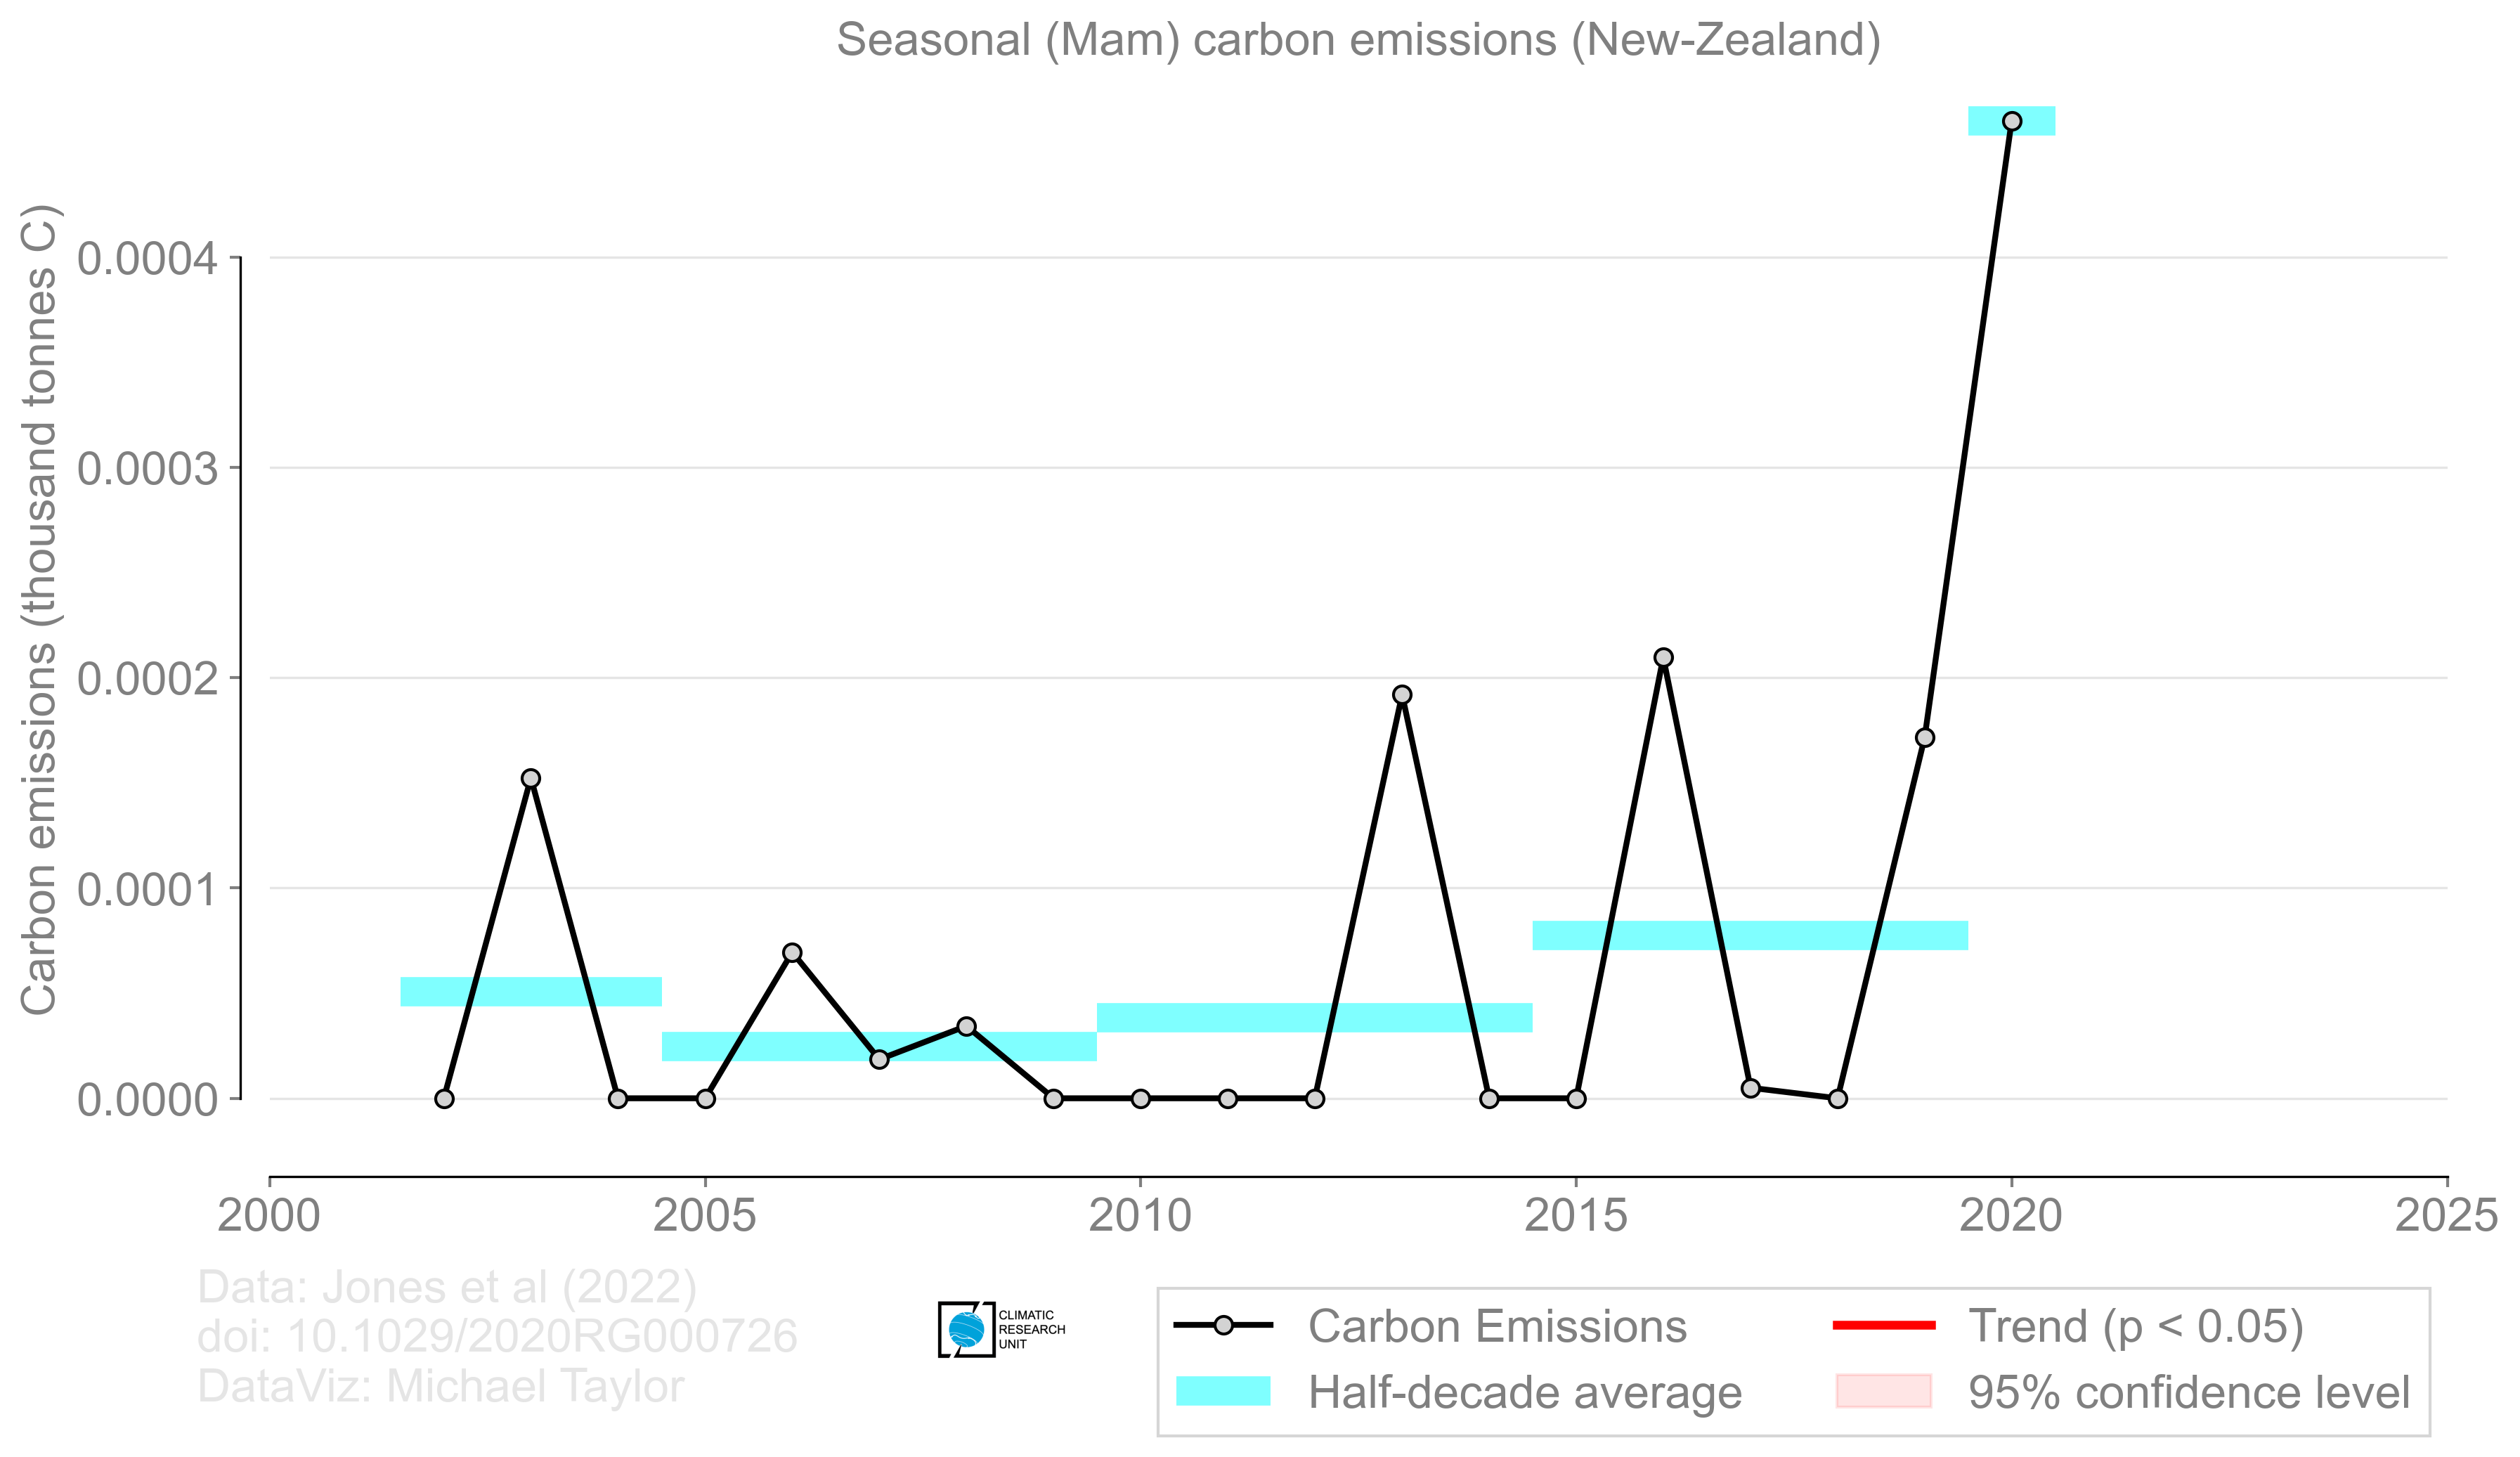 Seasonal (Mam) carbon emissions (New-Zealand)
Carbon emissions (thousand tonnes C)
0.0004
0.0003
0.0002
0.0001
0.0000
2000 2005 2010 2015 2020 2025
Data: Jones et al (2022)
doi: 10.1029/2020RG000726
DataViz: Michael Taylor
CLIMATIC
RESEARCH
UNIT
Carbon Emissions
Half-decade average
Trend (p < 0.05)
95% confidence level